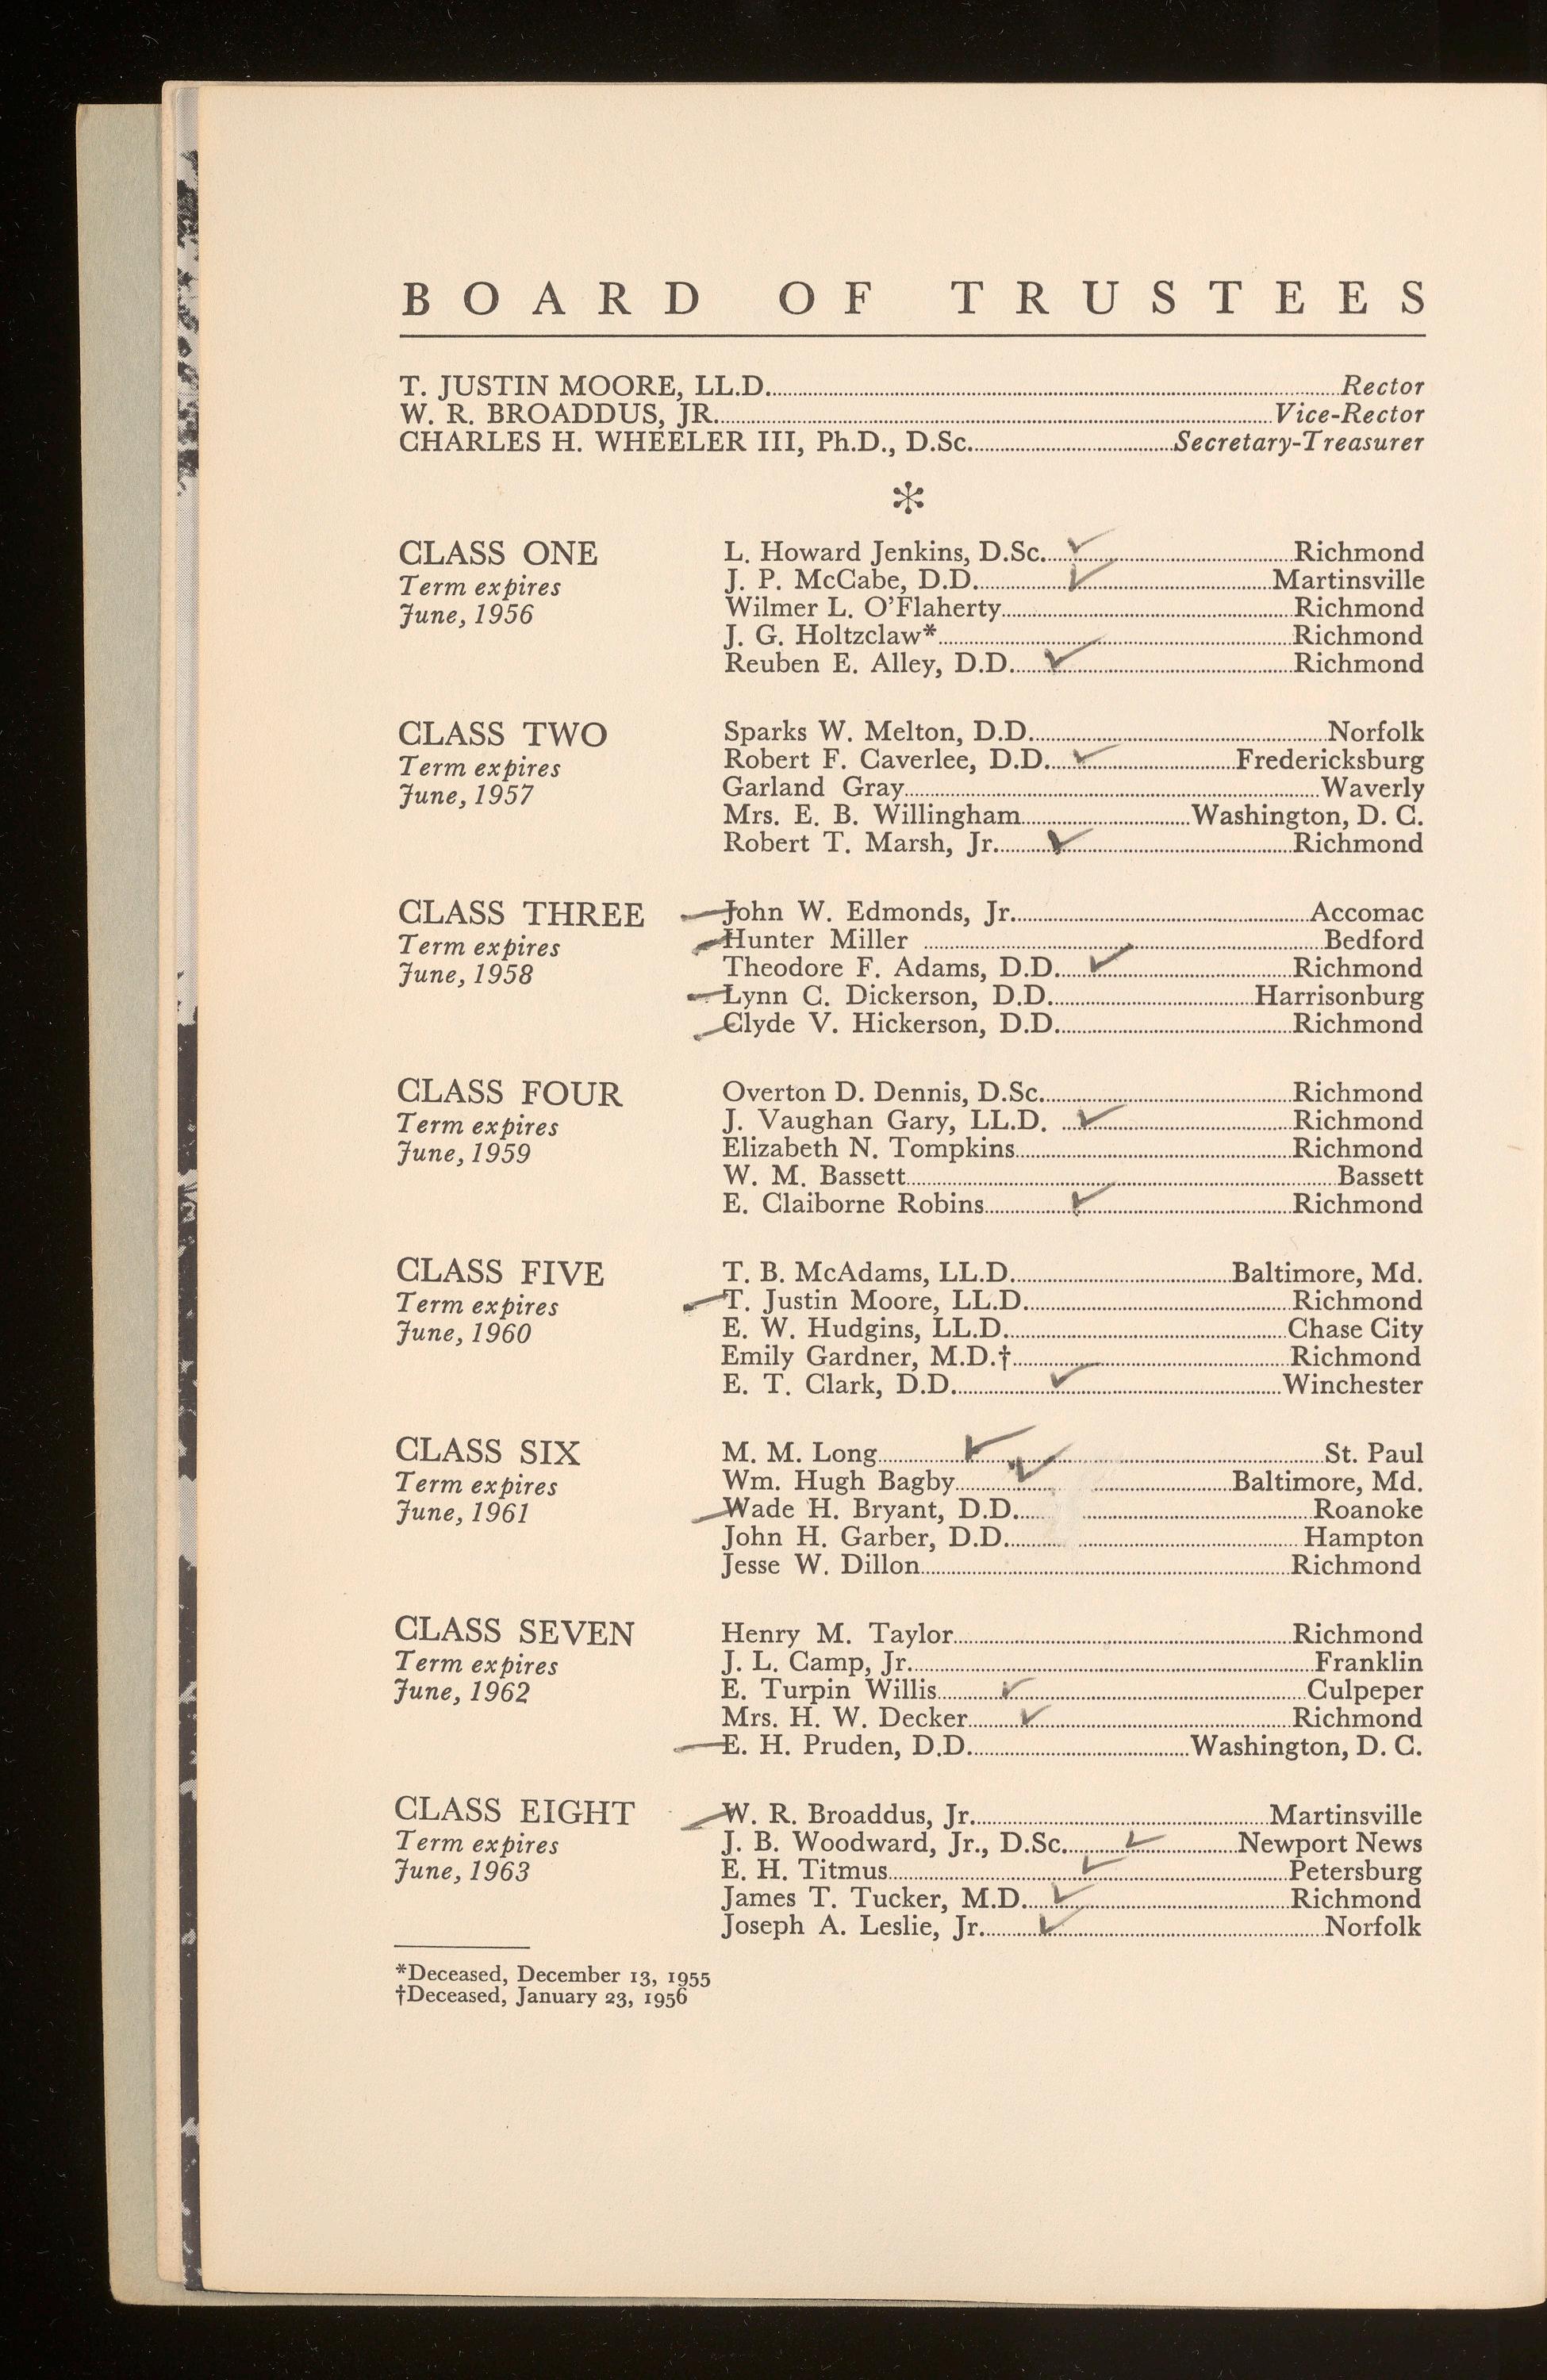 BOARD OF TRUSTEES
T. JUSTIN MOORE, LL.D. Rector
W. R. BROADDUS, JR. Vice-Rector
CHARLES H. WHEELER III, Ph.D., D.Sc. Secretary-Treasurer
*
CLASS ONE
Term expires
June, 1956
L. Howard Jenkins, D.Sc. ✓ Richmond
J. P. McCabe, D.D. ✓ Martinsville
Wilmer L. O'Flaherty Richmond
J. G. Holtzclaw* Richmond
Reuben E. Alley, D.D. ✓ Richmond
CLASS TWO
Term expires
June, 1957
Sparks W. Melton, D.D. Norfolk
Robert F. Caverlee, D.D. ✓ Fredericksburg
Garland Gray Waverly
Mrs. E. B. Willingham Washington, D. C.
Robert T. Marsh, Jr. ✓ Richmond
CLASS THREE
Term expires
June, 1958
John W. Edmonds, Jr. Accomac
Hunter Miller Bedford
Theodore F. Adams, D.D. ✓ Richmond
Lynn C. Dickerson, D.D. Harrisonburg
Clyde V. Hickerson, D.D. Richmond
CLASS FOUR
Term expires
June, 1959
Overton D. Dennis, D.Sc. Richmond
J. Vaughan Gary, LL.D. ✓ Richmond
Elizabeth N. Tompkins Richmond
W. M. Bassett Bassett
E. Claiborne Robins ✓ Richmond
CLASS FIVE
Term expires
June, 1960
T. B. McAdams, LL.D. Baltimore, Md.
T. Justin Moore, LL.D. Richmond
E. W. Hudgins, LL.D. Chase City
Emily Gardner, M.D.† Richmond
E. T. Clark, D.D. ✓ Winchester
CLASS SIX
Term expires
June, 1961
M. M. Long ✓ St. Paul
Wm. Hugh Bagby ✓ Baltimore, Md.
Wade H. Bryant, D.D. Roanoke
John H. Garber, D.D. Hampton
Jesse W. Dillon Richmond
CLASS SEVEN
Term expires
June, 1962
Henry M. Taylor Richmond
J. L. Camp, Jr. Franklin
E. Turpin Willis ✓ Culpeper
Mrs. H. W. Decker ✓ Richmond
E. H. Pruden, D.D. Washington, D. C.
CLASS EIGHT
Term expires
June, 1963
W. R. Broaddus, Jr. Martinsville
J. B. Woodward, Jr., D.Sc. ✓ Newport News
E. H. Titmus ✓ Petersburg
James T. Tucker, M.D. ✓ Richmond
Joseph A. Leslie, Jr. ✓ Norfolk
*Deceased, December 13, 1955
†Deceased, January 23, 1956